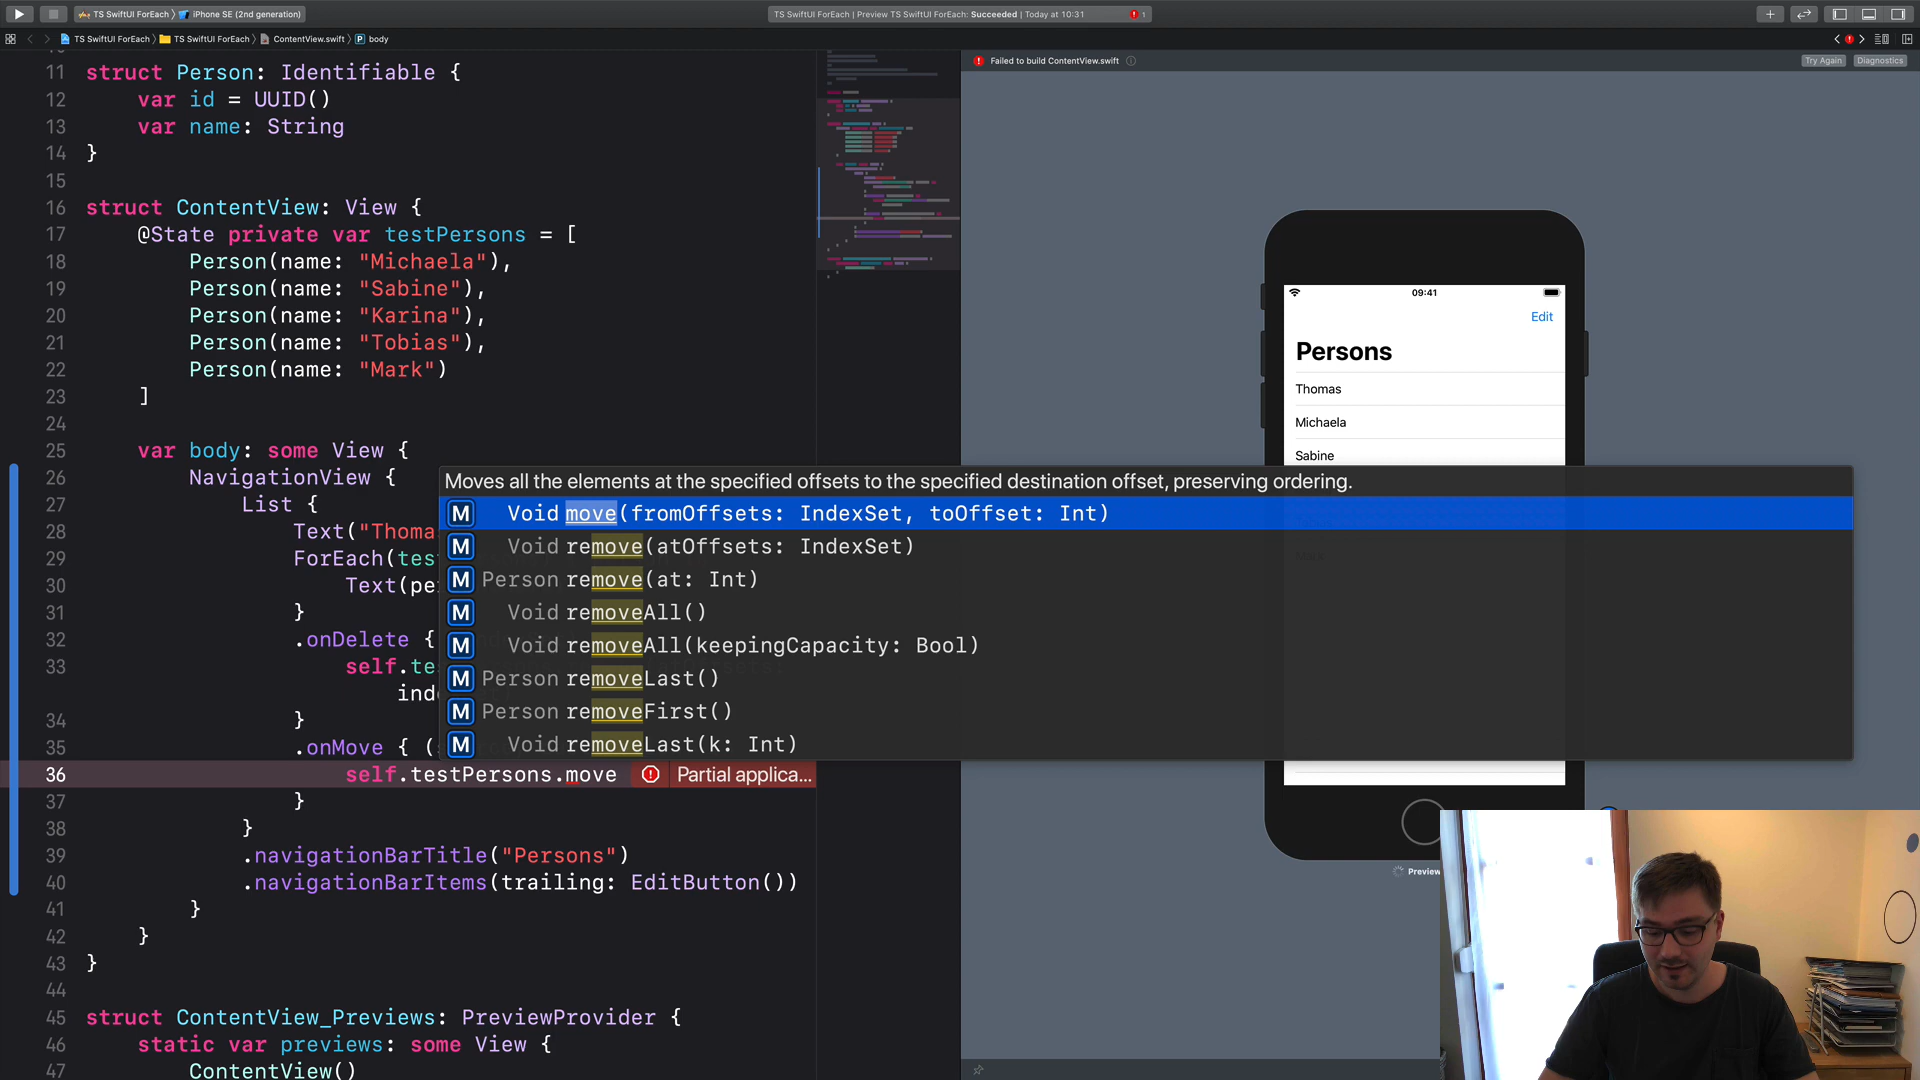 TS SwiftUI ForEach iPhone SE (2nd generation)
TS SwiftUI ForEach | Preview TS SwiftUI ForEach: Succeeded | Today at 10:31 1
TS SwiftUI ForEach TS SwiftUI ForEach ContentView.swift P body
Failed to build ContentView.swift Try Again Diagnostics
11 struct Person: Identifiable {
12 var id = UUID()
13 var name: String
14 }
15
16 struct ContentView: View {
17 @State private var testPersons = [
18 Person(name: "Michaela"),
19 Person(name: "Sabine"),
20 Person(name: "Karina"),
21 Person(name: "Tobias"),
22 Person(name: "Mark")
23 ]
24
25 var body: some View {
26 NavigationView {
27 List {
28 Text("Thoma
29 ForEach(tes
30 Text(pe
31 }
32 .onDelete {
33 self.te
ind
34 }
35 .onMove { (
36 self.testPersons.move Partial applica...
37 }
38 }
39 .navigationBarTitle("Persons")
40 .navigationBarItems(trailing: EditButton())
41 }
42 }
43 }
44
45 struct ContentView_Previews: PreviewProvider {
46 static var previews: some View {
47 ContentView()
Moves all the elements at the specified offsets to the specified destination offset, preserving ordering.
M Void move(fromOffsets: IndexSet, toOffset: Int)
M Void remove(atOffsets: IndexSet)
M Person remove(at: Int)
M Void removeAll()
M Void removeAll(keepingCapacity: Bool)
M Person removeLast()
M Person removeFirst()
M Void removeLast(k: Int)
09:41
Edit
Persons
Thomas
Michaela
Sabine
Preview